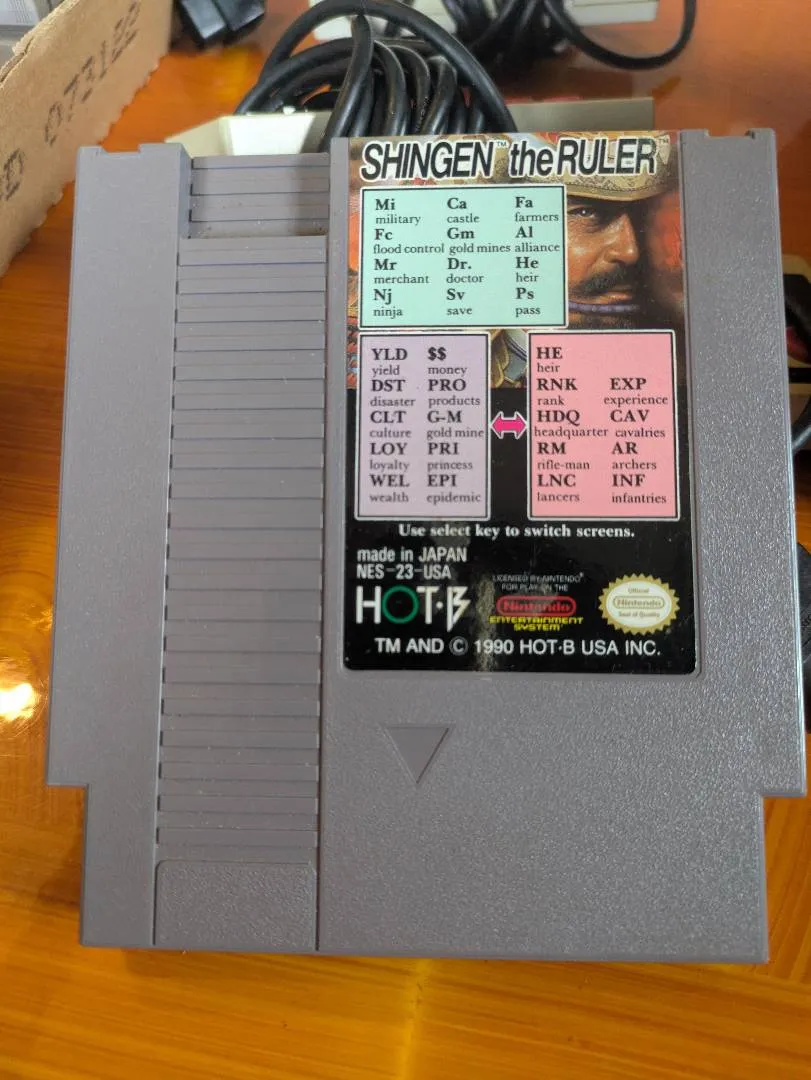 D 073122
SHINGEN™ the RULER™
Mi Ca Fa
military castle farmers
Fc Gm Al
flood control gold mines alliance
Mr Dr. He
merchant doctor heir
Nj Sv Ps
ninja save pass
YLD $$
yield money
DST PRO
disaster products
CLT G-M
culture gold mine
LOY PRI
loyalty princess
WEL EPI
wealth epidemic
HE
heir
RNK EXP
rank experience
HDQ CAV
headquarter cavalries
RM AR
rifle-man archers
LNC INF
lancers infantries
Use select key to switch screens.
made in JAPAN
NES-23-USA
HOT·B
LICENSED BY NINTENDO®
FOR PLAY ON THE
Nintendo
ENTERTAINMENT
SYSTEM®
Official
Nintendo
Seal of Quality
TM AND © 1990 HOT·B USA INC.